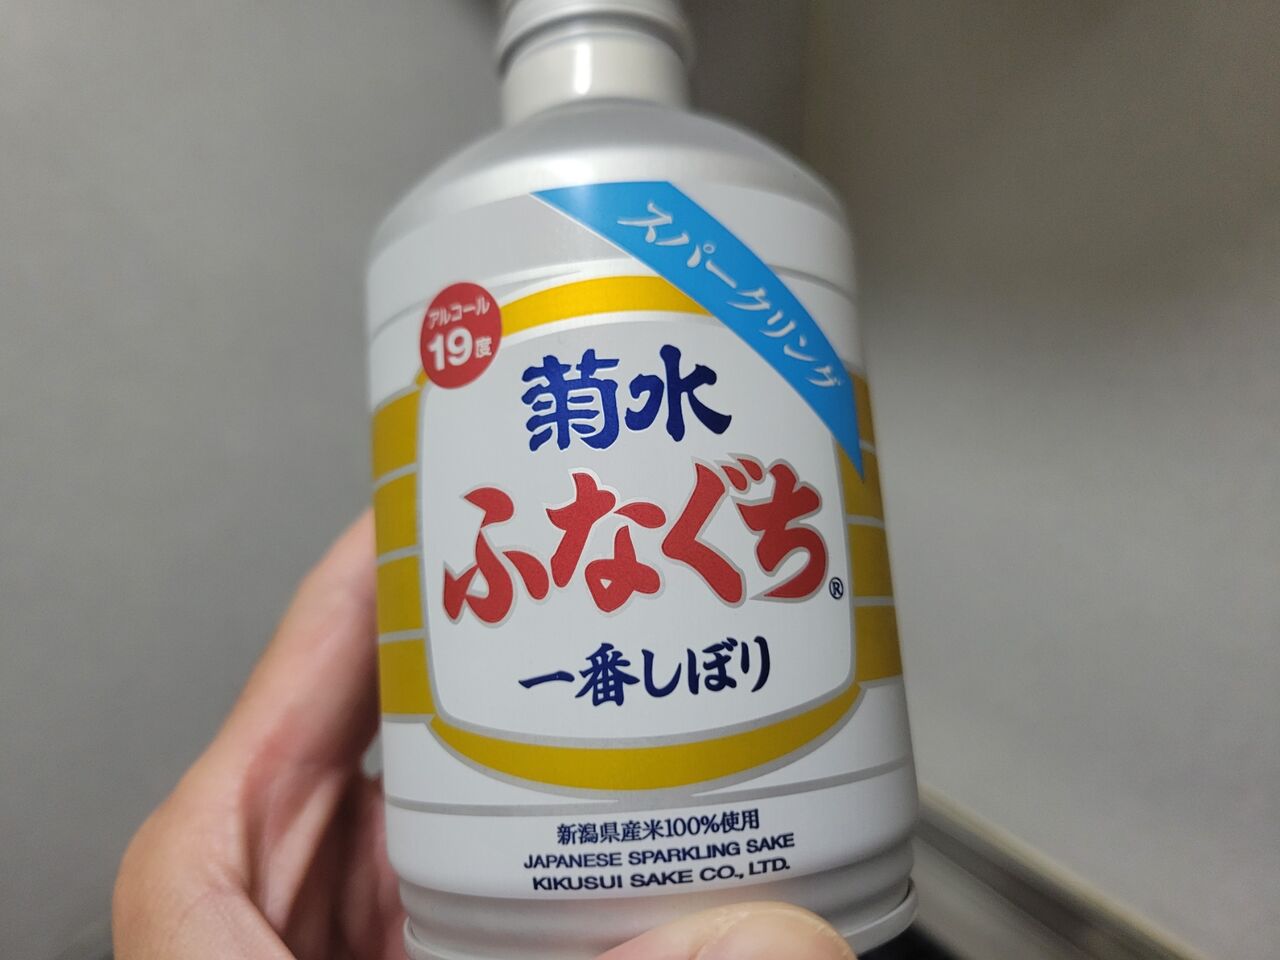 スパークリング
アルコール
19度
菊水
ふなぐち®
一番しぼり
新潟県産米100%使用
JAPANESE SPARKLING SAKE
KIKUSUI SAKE CO., LTD.